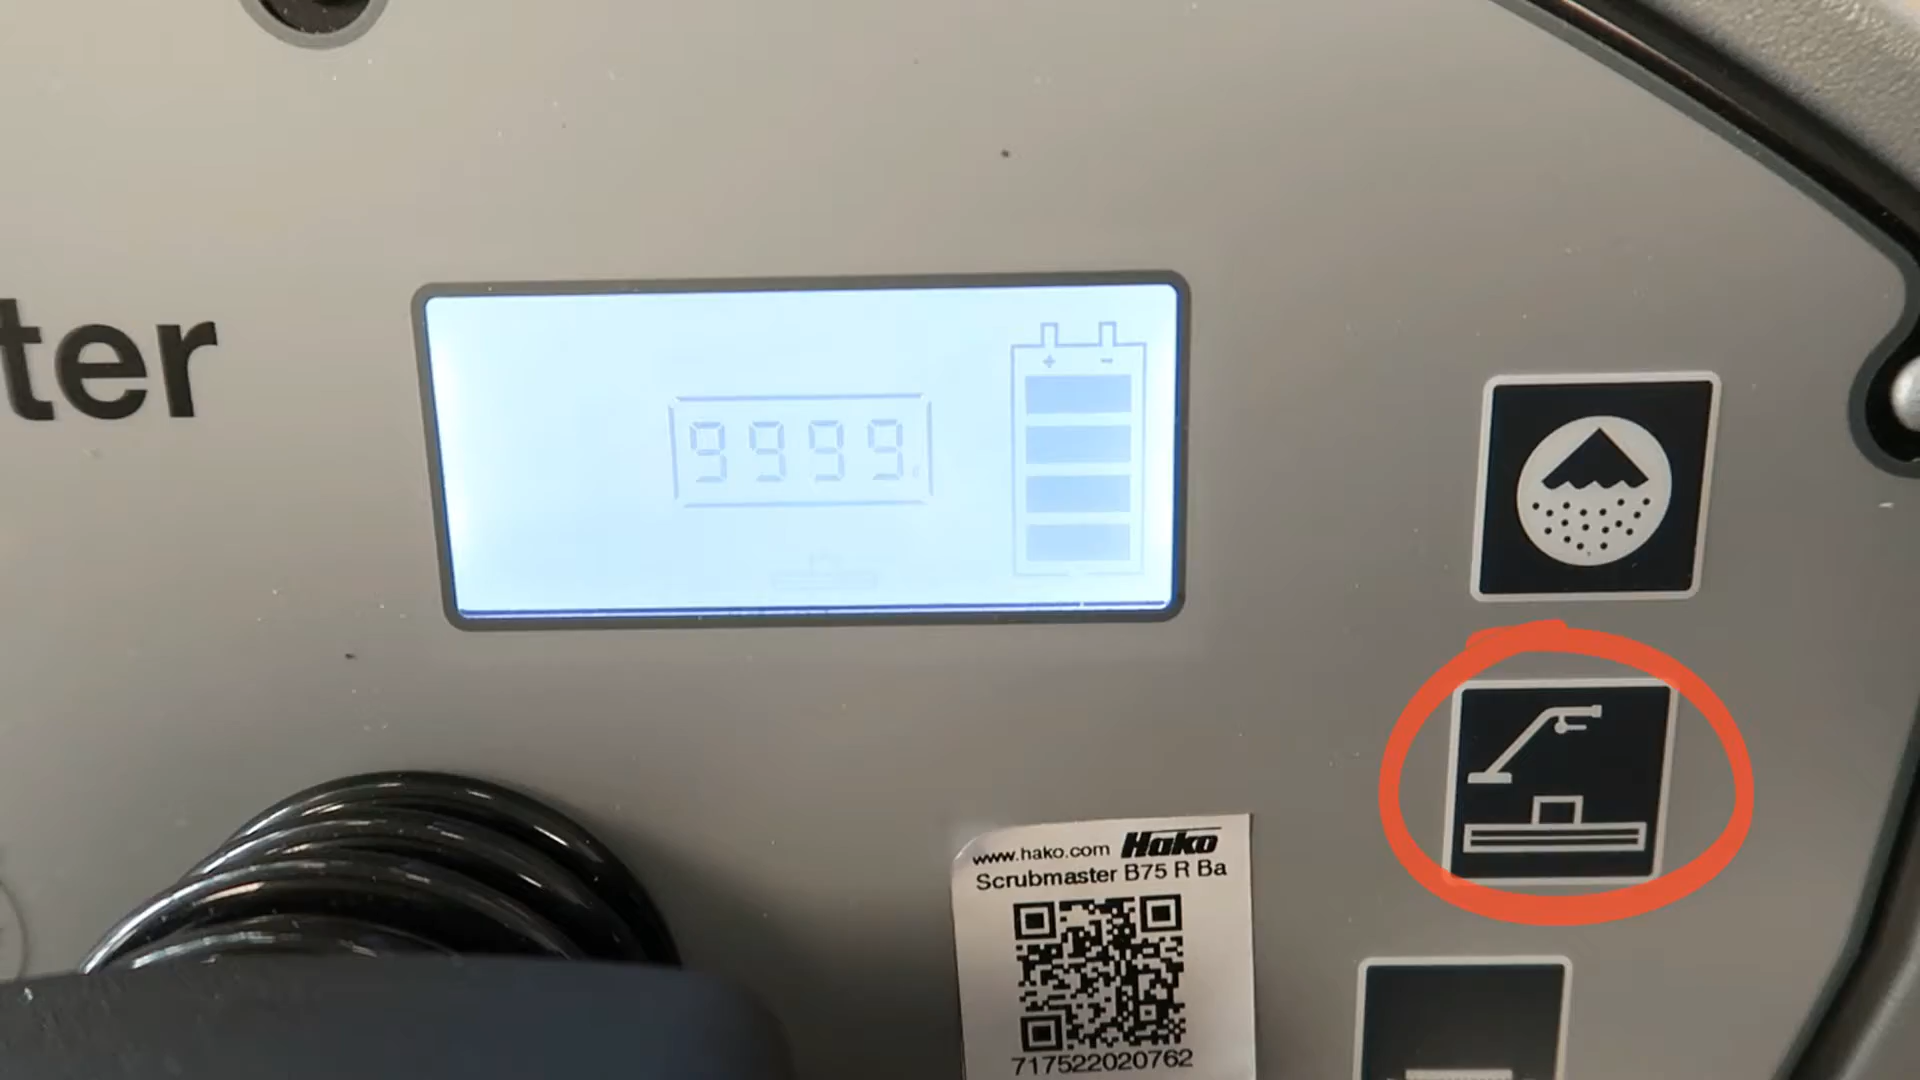 ter
9999
+ -
www.hako.com Hako
Scrubmaster B75 R Ba
717522020762